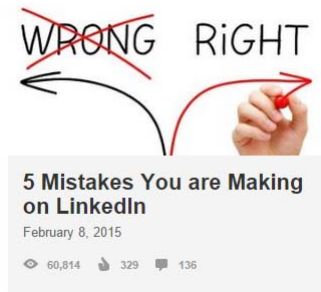 WRONG RiGHT
5 Mistakes You are Making
on LinkedIn
February 8, 2015
60,814 329 136